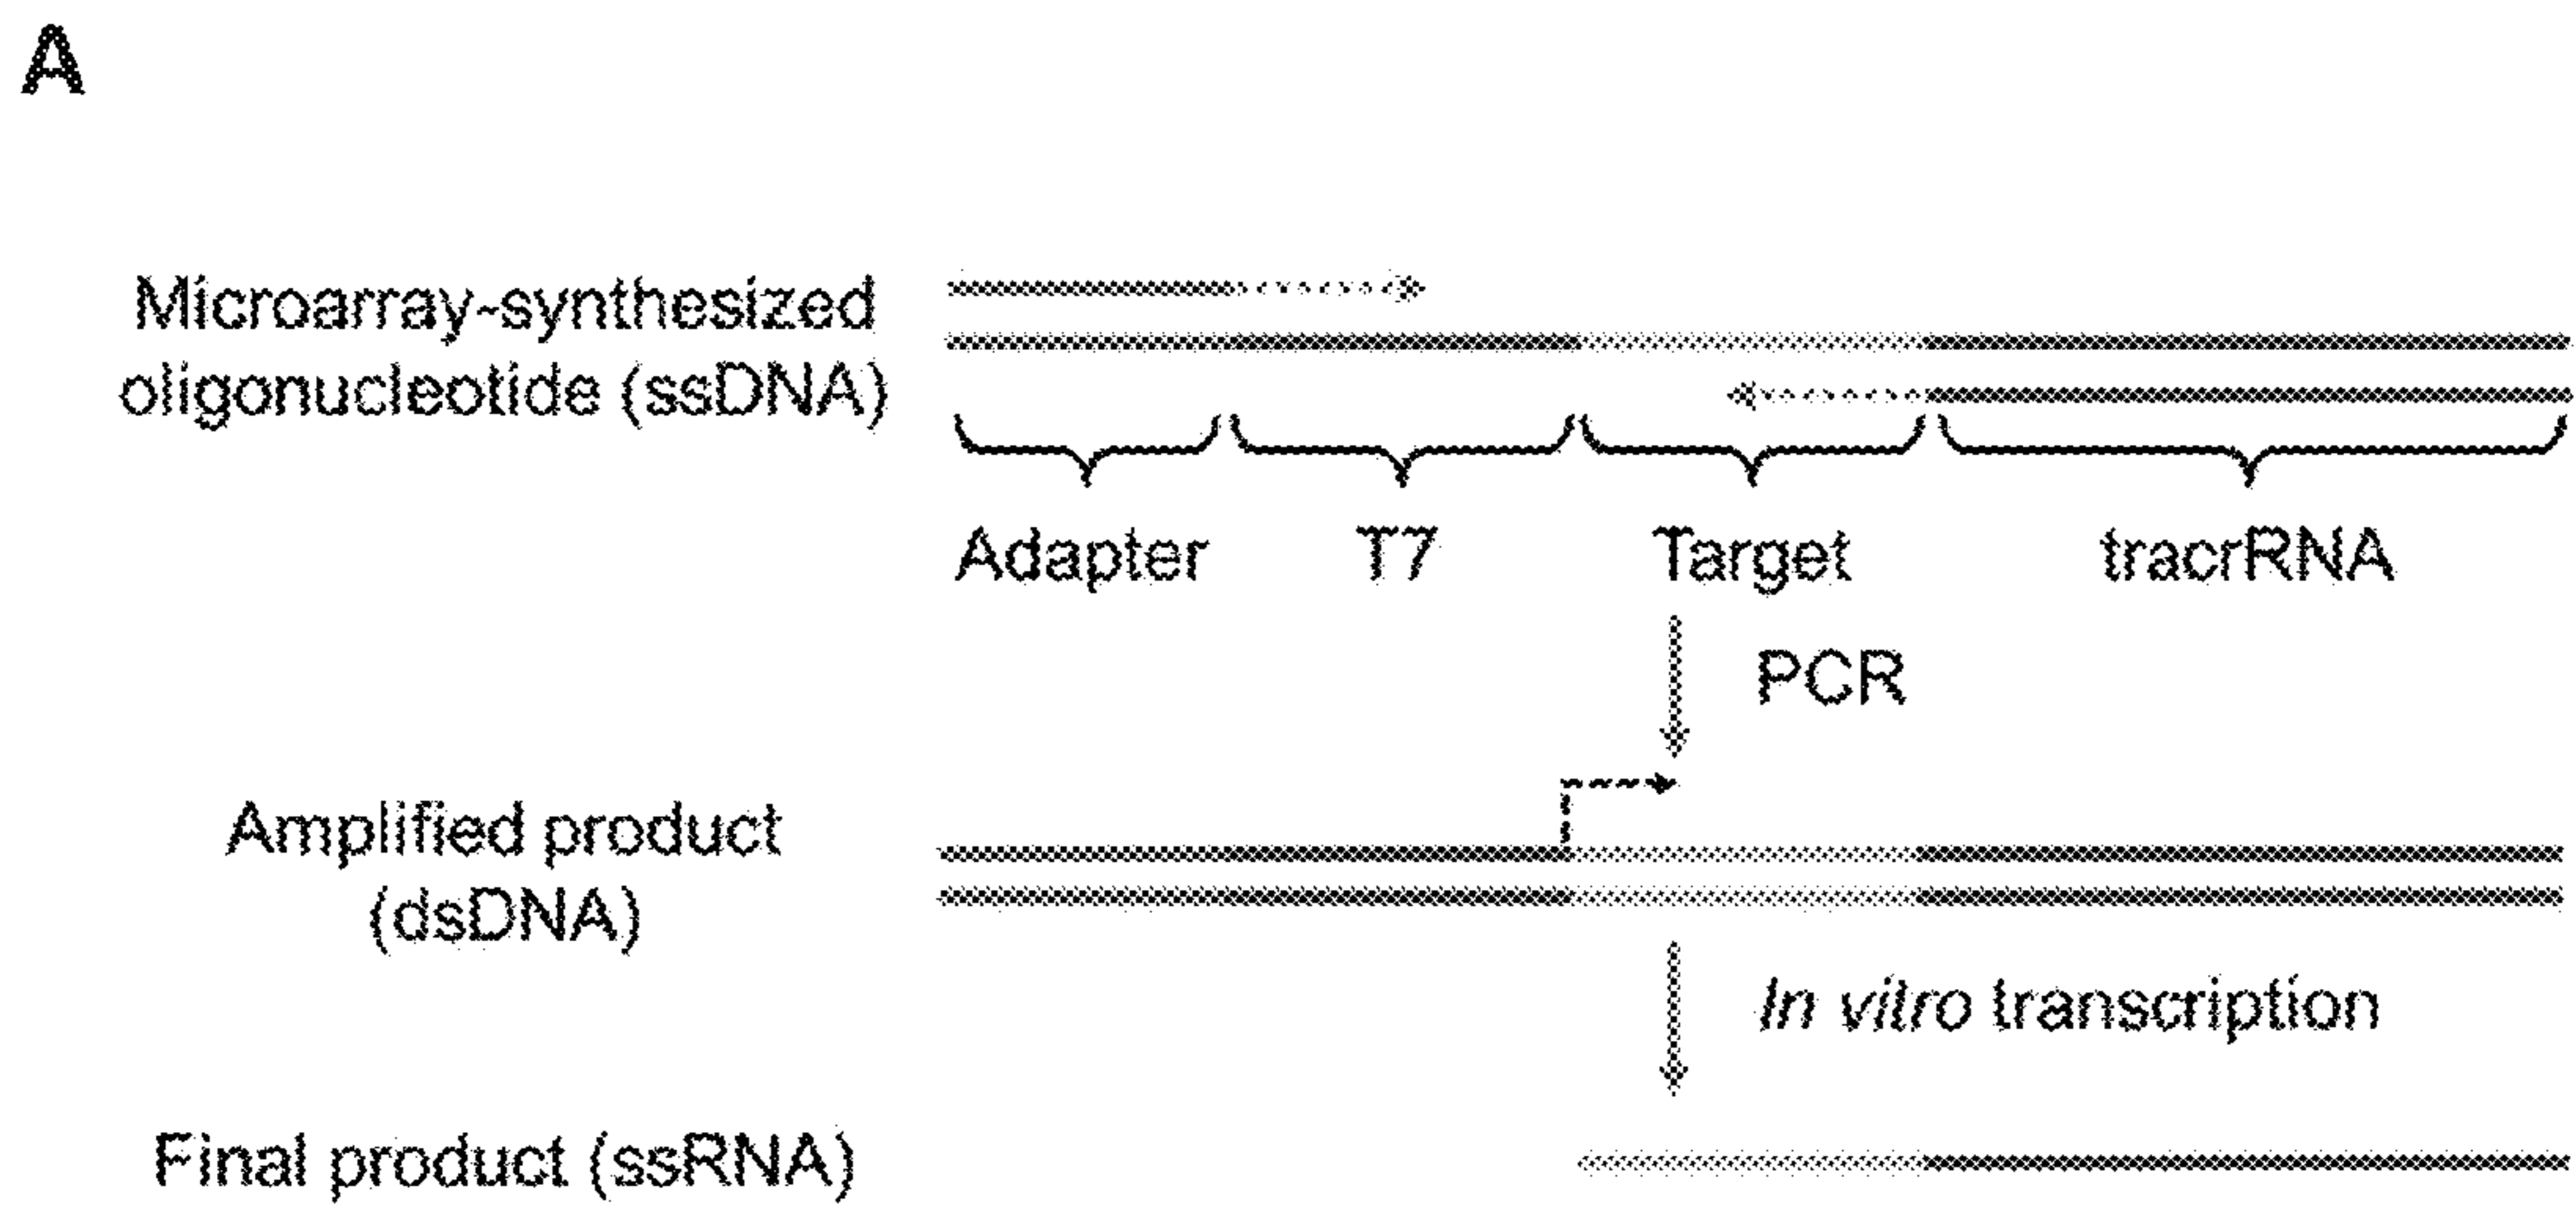 A
Microarray-synthesized
oligonucleotide (ssDNA)
Adapter T7 Target tracrRNA
PCR
Amplified product
(dsDNA)
In vitro transcription
Final product (ssRNA)